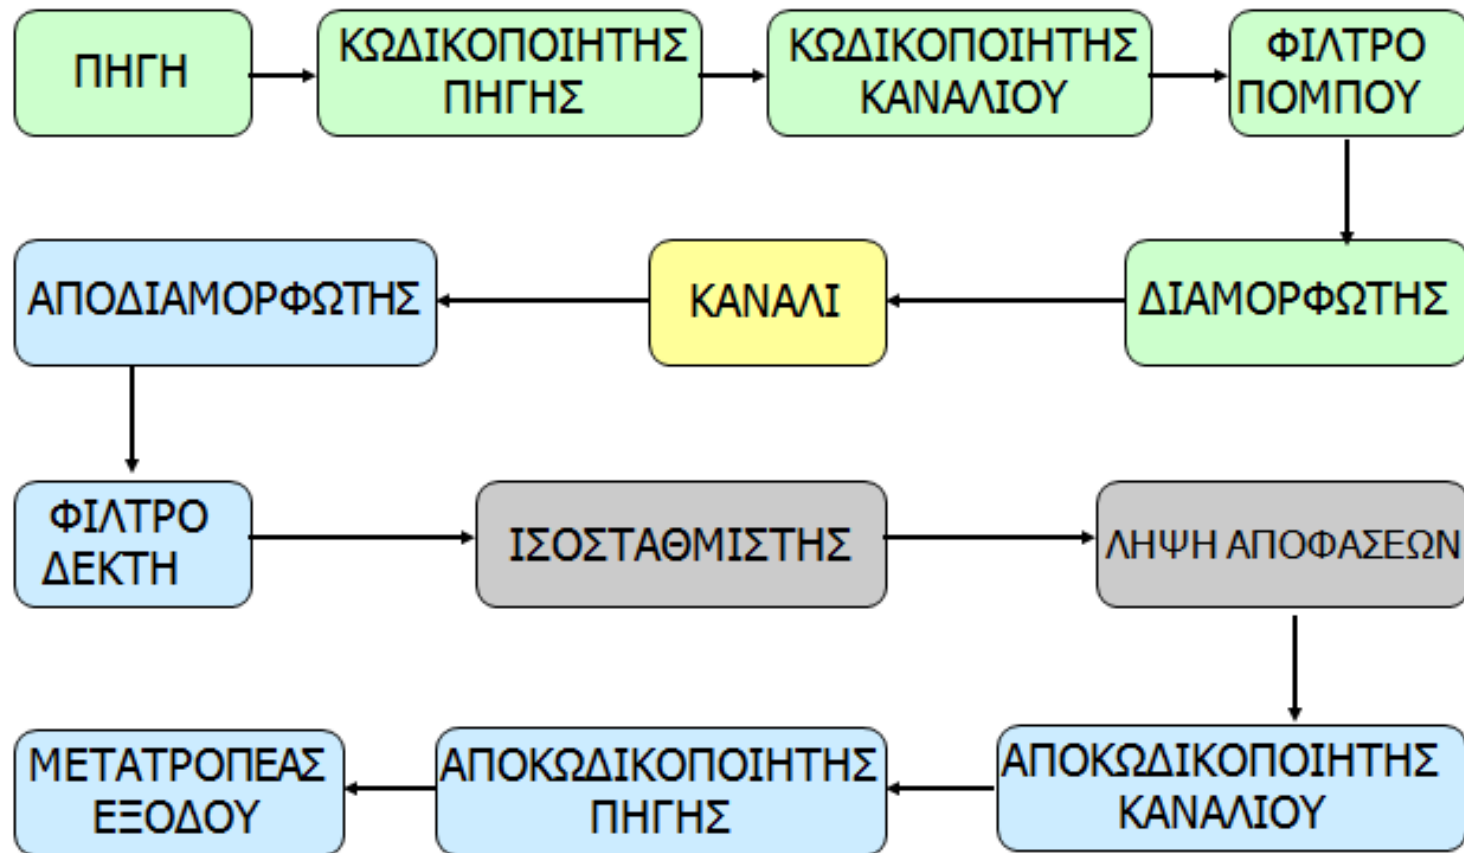 ΠΗΓΗ
ΚΩΔΙΚΟΠΟΙΗΤΗΣ
ΠΗΓΗΣ
ΚΩΔΙΚΟΠΟΙΗΤΗΣ
ΚΑΝΑΛΙΟΥ
ΦΙΛΤΡΟ
ΠΟΜΠΟΥ
ΑΠΟΔΙΑΜΟΡΦΩΤΗΣ
ΚΑΝΑΛΙ
ΔΙΑΜΟΡΦΩΤΗΣ
ΦΙΛΤΡΟ
ΔΕΚΤΗ
ΙΣΟΣΤΑΘΜΙΣΤΗΣ
ΛΗΨΗ ΑΠΟΦΑΣΕΩΝ
ΜΕΤΑΤΡΟΠΕΑΣ
ΕΞΟΔΟΥ
ΑΠΟΚΩΔΙΚΟΠΟΙΗΤΗΣ
ΠΗΓΗΣ
ΑΠΟΚΩΔΙΚΟΠΟΙΗΤΗΣ
ΚΑΝΑΛΙΟΥ